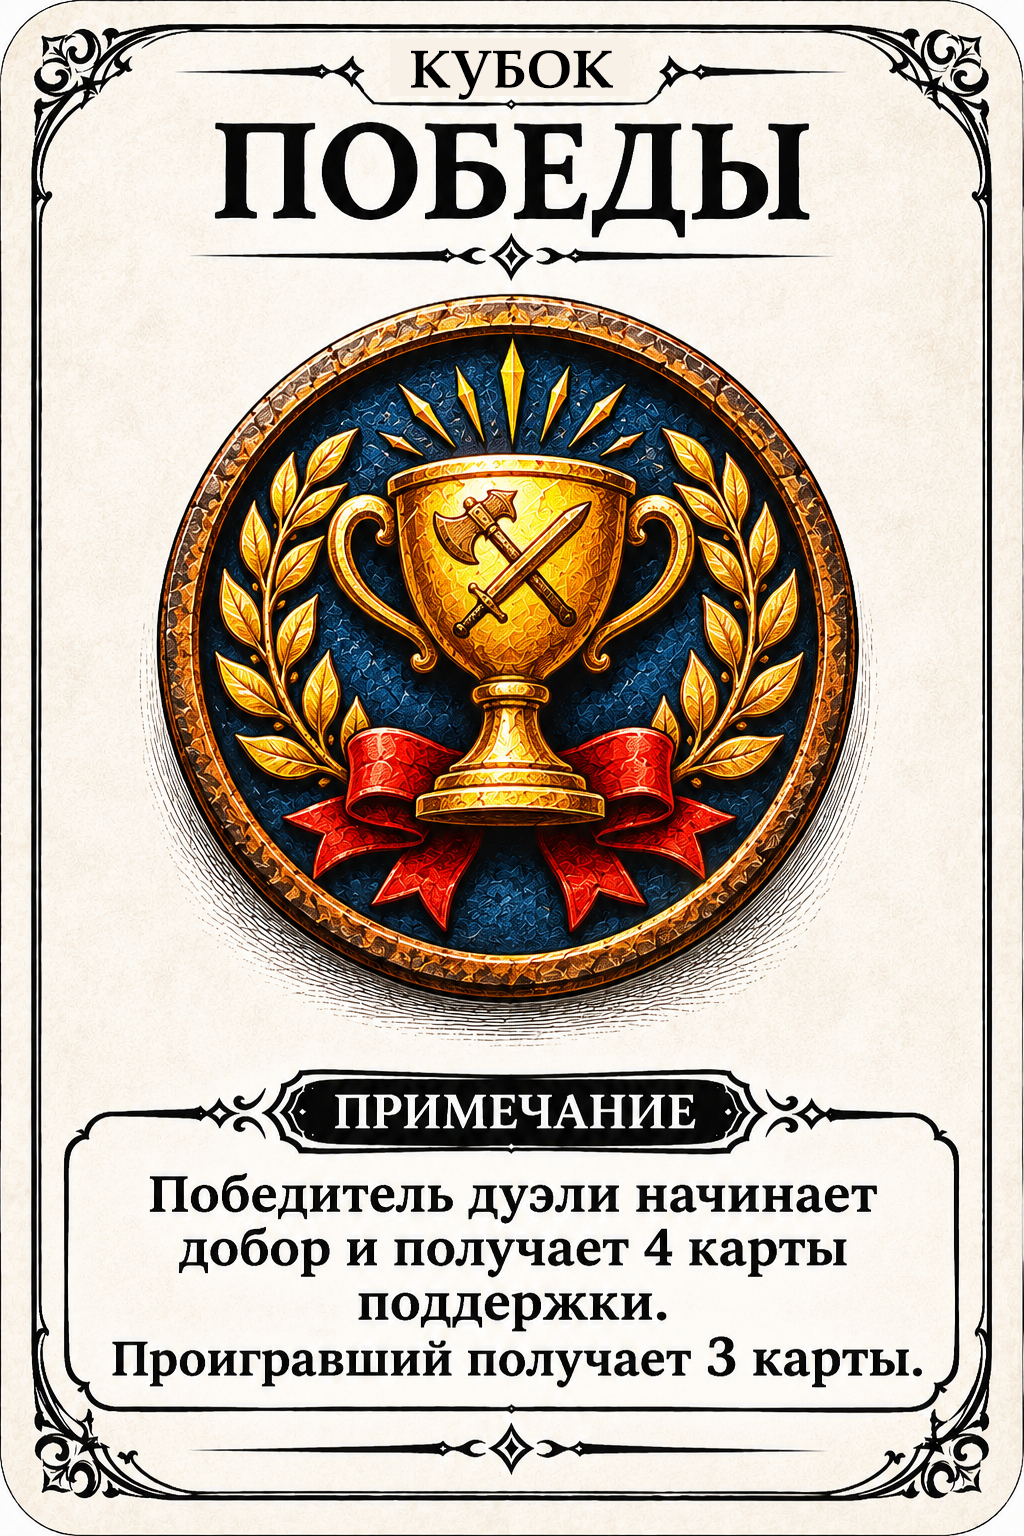 КУБОК
ПОБЕДЫ
ПРИМЕЧАНИЕ
Победитель дуэли начинает
добор и получает 4 карты
поддержки.
Проигравший получает 3 карты.